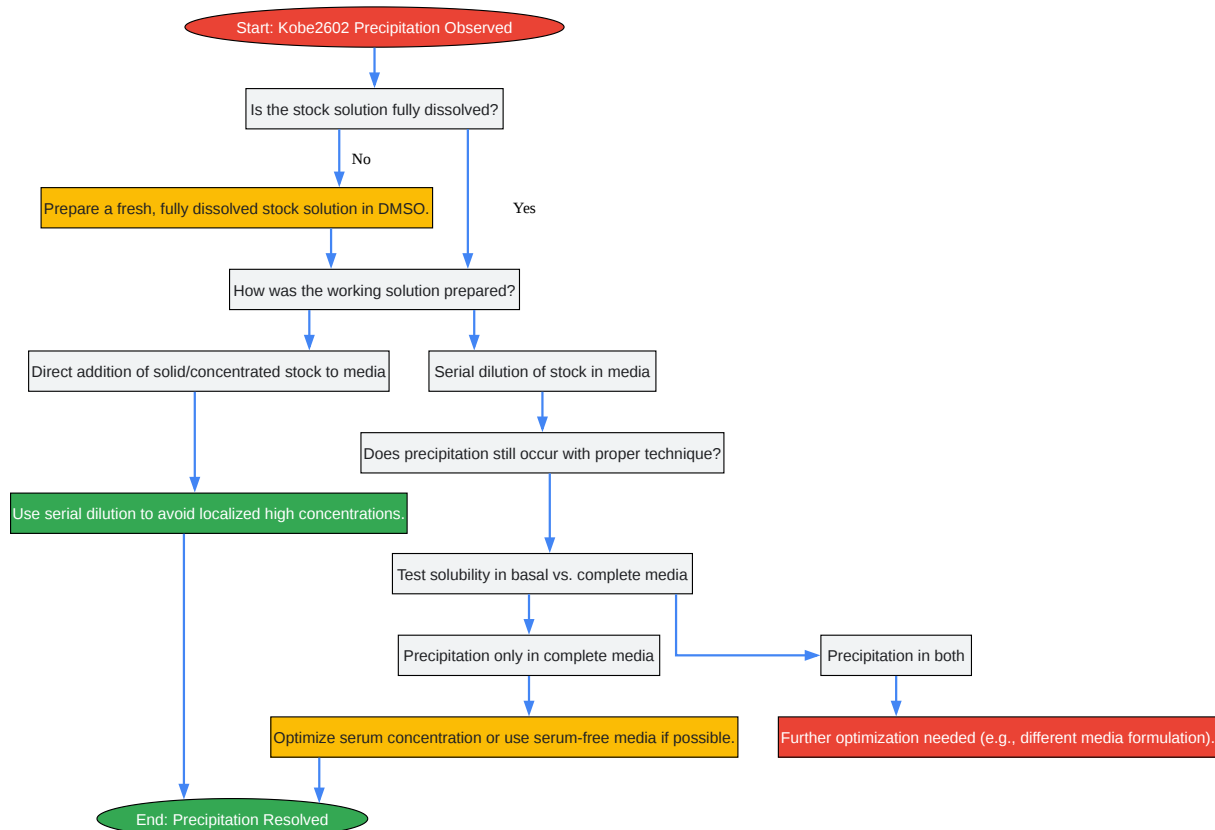 Start: Kobe2602 Precipitation Observed
Is the stock solution fully dissolved?
No
Prepare a fresh, fully dissolved stock solution in DMSO.
Yes
How was the working solution prepared?
Direct addition of solid/concentrated stock to media
Serial dilution of stock in media
Does precipitation still occur with proper technique?
Use serial dilution to avoid localized high concentrations.
Test solubility in basal vs. complete media
Precipitation only in complete media
Precipitation in both
Optimize serum concentration or use serum-free media if possible.
Further optimization needed (e.g., different media formulation).
End: Precipitation Resolved